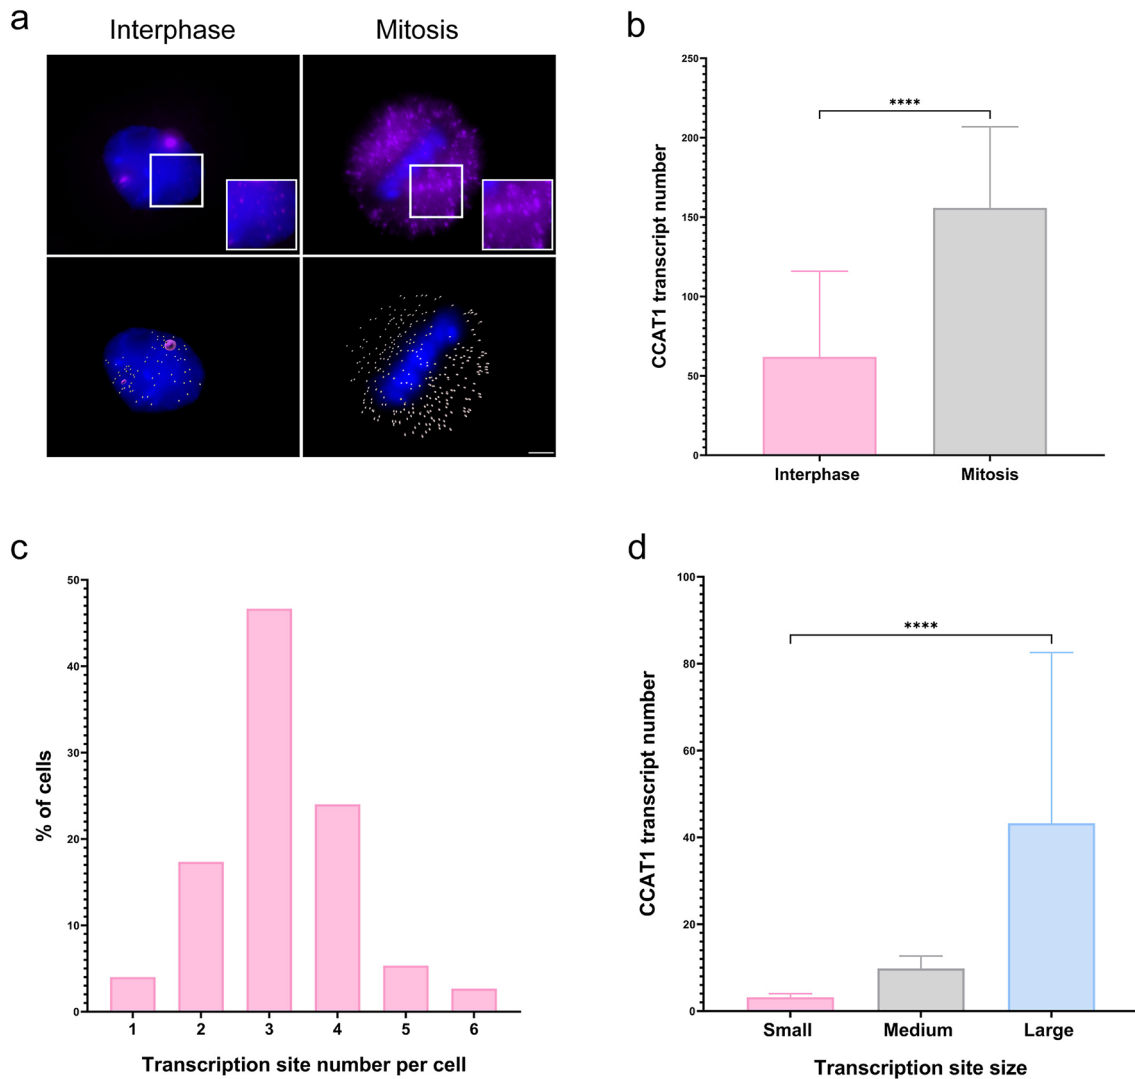 a
Interphase
Mitosis
b
250
200
150
100
50
0
CCAT1 transcript number
****
Interphase
Mitosis
c
50
40
30
20
10
0
% of cells
1
2
3
4
5
6
Transcription site number per cell
d
100
80
60
40
20
0
CCAT1 transcript number
****
Small
Medium
Large
Transcription site size